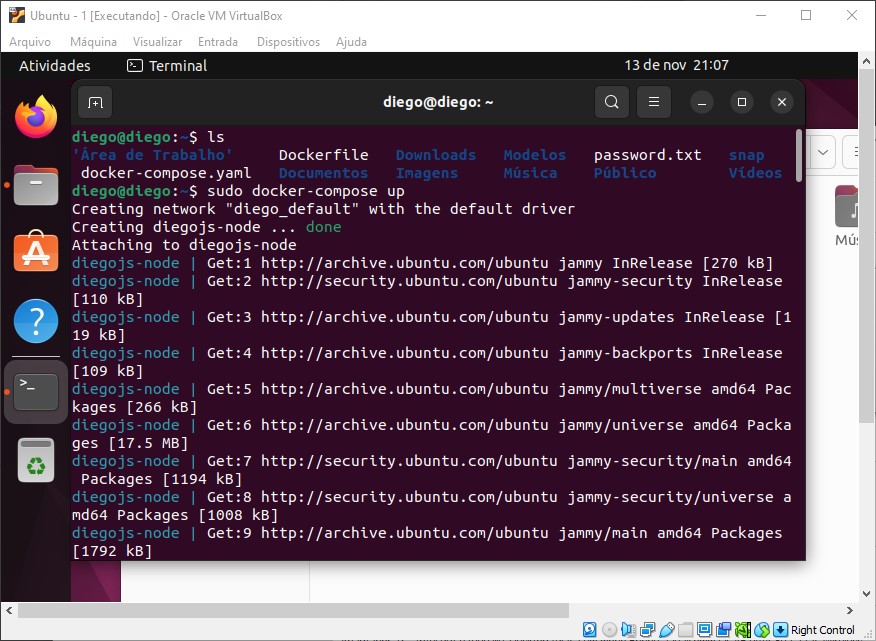 Ubuntu - 1 [Executando] - Oracle VM VirtualBox
Arquivo Máquina Visualizar Entrada Dispositivos Ajuda
Atividades Terminal 13 de nov 21:07
diego@diego: ~
diego@diego:~$ ls
'Área de Trabalho' Dockerfile Downloads Modelos password.txt snap
docker-compose.yaml Documentos Imagens Música Público Vídeos
diego@diego:~$ sudo docker-compose up
Creating network "diego_default" with the default driver
Creating diegojs-node ... done
Attaching to diegojs-node
diegojs-node | Get:1 http://archive.ubuntu.com/ubuntu jammy InRelease [270 kB]
diegojs-node | Get:2 http://security.ubuntu.com/ubuntu jammy-security InRelease
[110 kB]
diegojs-node | Get:3 http://archive.ubuntu.com/ubuntu jammy-updates InRelease [1
19 kB]
diegojs-node | Get:4 http://archive.ubuntu.com/ubuntu jammy-backports InRelease
[109 kB]
diegojs-node | Get:5 http://archive.ubuntu.com/ubuntu jammy/multiverse amd64 Pac
kages [266 kB]
diegojs-node | Get:6 http://archive.ubuntu.com/ubuntu jammy/universe amd64 Packa
ges [17.5 MB]
diegojs-node | Get:7 http://security.ubuntu.com/ubuntu jammy-security/main amd64
Packages [1194 kB]
diegojs-node | Get:8 http://security.ubuntu.com/ubuntu jammy-security/universe a
md64 Packages [1008 kB]
diegojs-node | Get:9 http://archive.ubuntu.com/ubuntu jammy/main amd64 Packages
[1792 kB]
Mús
Right Control